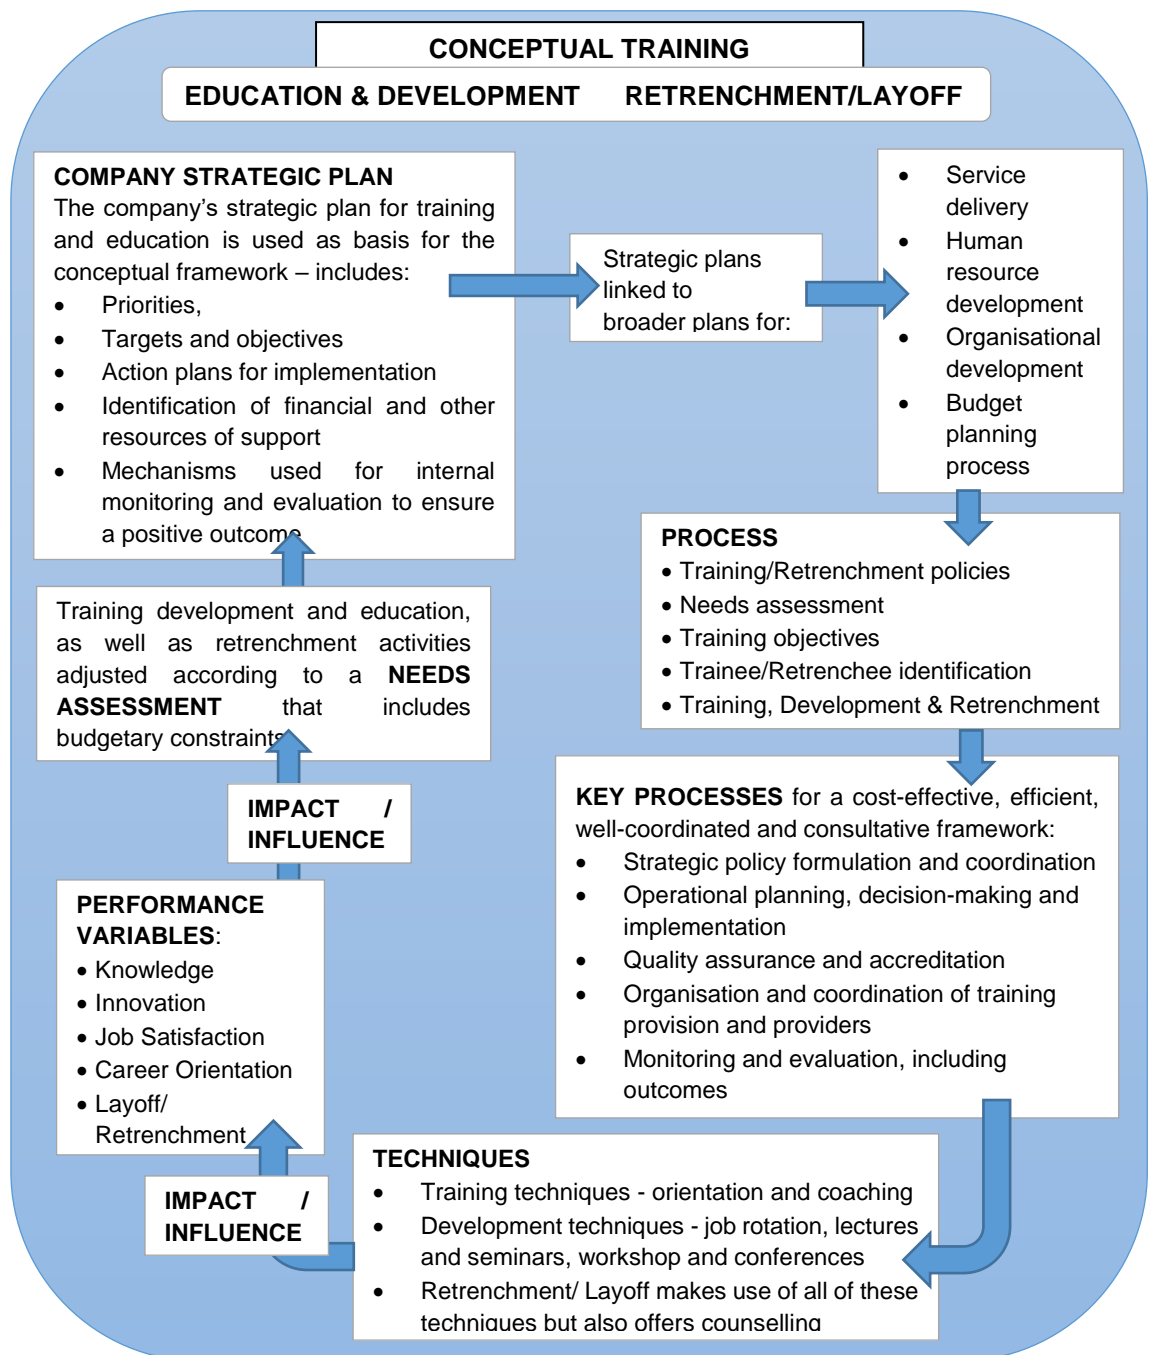 CONCEPTUAL TRAINING
EDUCATION & DEVELOPMENT RETRENCHMENT/LAYOFF
COMPANY STRATEGIC PLAN
The company’s strategic plan for training
and education is used as basis for the
conceptual framework – includes:
• Priorities,
• Targets and objectives
• Action plans for implementation
• Identification of financial and other
resources of support
• Mechanisms used for internal
monitoring and evaluation to ensure
a positive outcome
Strategic plans
linked to
broader plans for:
• Service
delivery
• Human
resource
development
• Organisational
development
• Budget
planning
process
PROCESS
• Training/Retrenchment policies
• Needs assessment
• Training objectives
• Trainee/Retrenchee identification
• Training, Development & Retrenchment
KEY PROCESSES for a cost-effective, efficient,
well-coordinated and consultative framework:
• Strategic policy formulation and coordination
• Operational planning, decision-making and
implementation
• Quality assurance and accreditation
• Organisation and coordination of training
provision and providers
• Monitoring and evaluation, including
outcomes
TECHNIQUES
• Training techniques - orientation and coaching
• Development techniques - job rotation, lectures
and seminars, workshop and conferences
• Retrenchment/ Layoff makes use of all of these
techniques but also offers counselling
IMPACT /
INFLUENCE
PERFORMANCE
VARIABLES:
• Knowledge
• Innovation
• Job Satisfaction
• Career Orientation
• Layoff/
Retrenchment
IMPACT /
INFLUENCE
Training development and education,
as well as retrenchment activities
adjusted according to a NEEDS
ASSESSMENT that includes
budgetary constraints